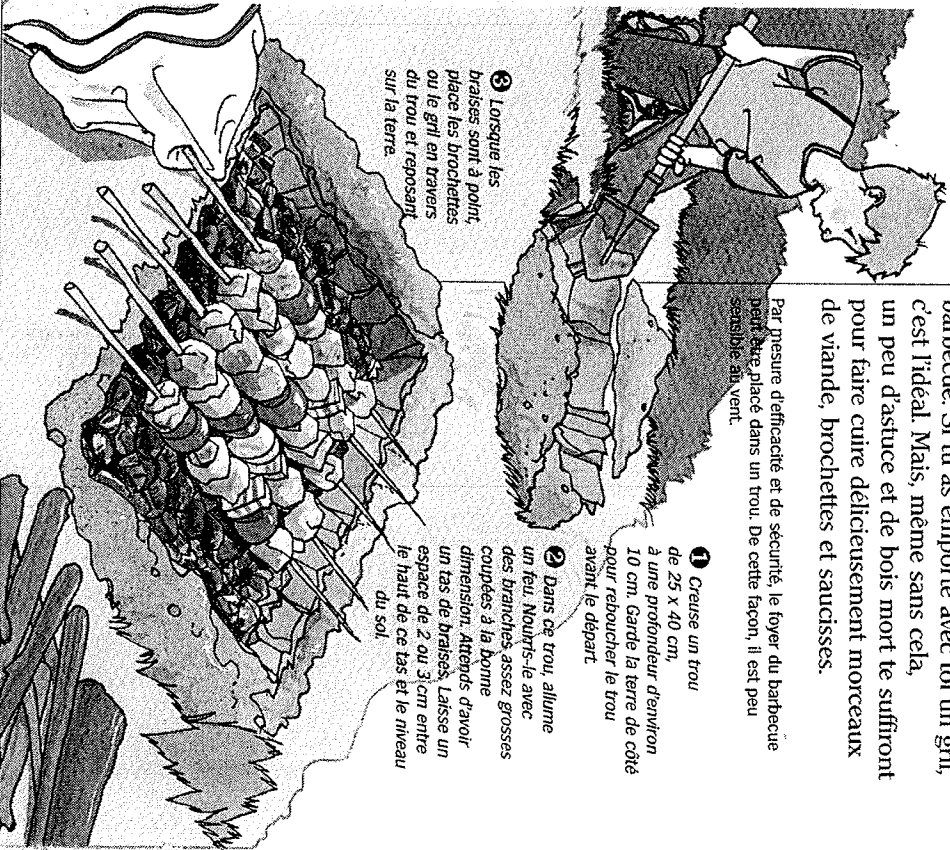 barbecue. Si tu as emporté avec toi un gril,
c'est l'idéal. Mais, même sans cela,
un peu d'astuce et de bois mort te suffiront
pour faire cuire délicieusement morceaux
de viande, brochettes et saucisses.
Par mesure d'efficacité et de sécurité, le foyer du barbecue
peut être placé dans un trou. De cette façon, il est peu
sensible au vent.
1 Creuse un trou
de 25 x 40 cm,
à une profondeur d'environ
10 cm. Garde la terre de côté
pour reboucher le trou
avant le départ.
2 Dans ce trou, allume
un feu. Nourris-le avec
des branches assez grosses
coupées à la bonne
dimension. Attends d'avoir
un tas de braises. Laisse un
espace de 2 ou 3 cm entre
le haut de ce tas et le niveau
du sol.
3 Lorsque les
braises sont à point,
place les brochettes
ou le gril en travers
du trou et reposant
sur la terre.